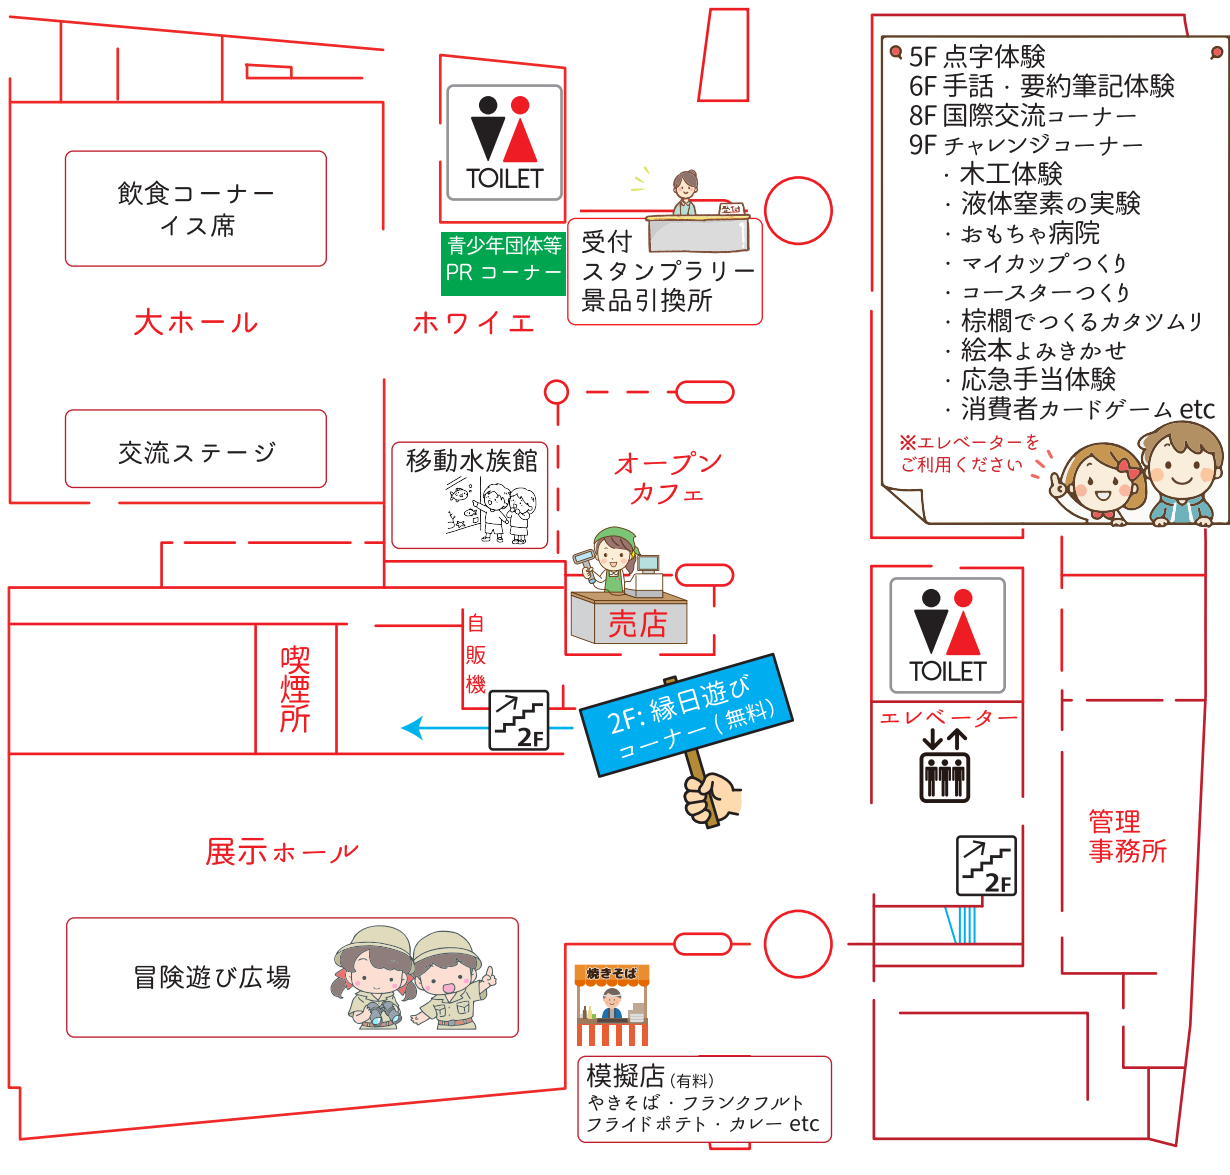 5F 点字体験
6F 手話・要約筆記体験
8F 国際交流コーナー
9F チャレンジコーナー
・木工体験
・液体窒素の実験
・おもちゃ病院
・マイカップつくり
・コースターつくり
・棕櫚でつくるカタツムリ
・絵本よみきかせ
・応急手当体験
・消費者カードゲーム etc
※エレベーターを
ご利用ください
TOILET
飲食コーナー
イス席
青少年団体等
PR コーナー
受付
受付
スタンプラリー
景品引換所
大ホール
ホワイエ
交流ステージ
移動水族館
オープン
カフェ
売店
喫煙所
自販機
2F
2F: 縁日遊び
コーナー (無料)
TOILET
エレベーター
管理
事務所
2F
展示ホール
冒険遊び広場
焼きそば
模擬店 (有料)
やきそば・フランクフルト
フライドポテト・カレー etc